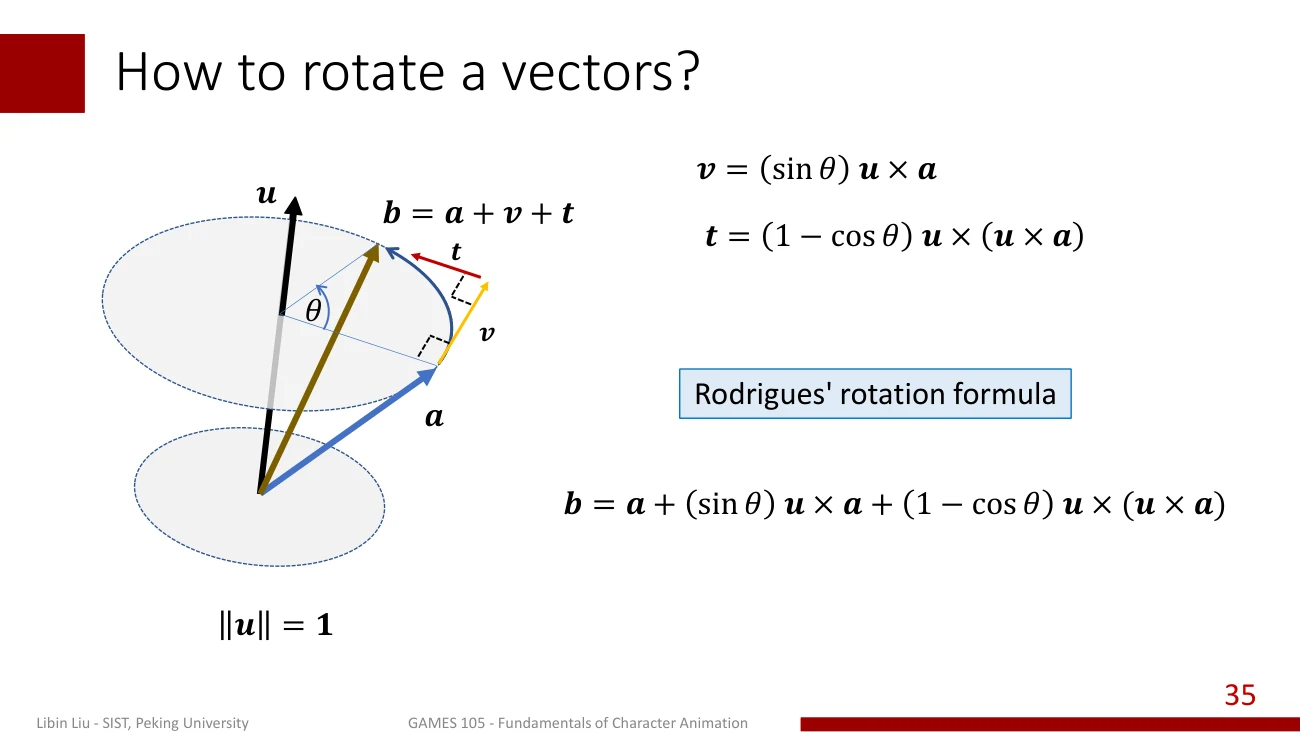 How to rotate a vectors?
𝒗 = (sin 𝜃) 𝒖 × 𝒂
𝒖
𝒃 = 𝒂 + 𝒗 + 𝒕
𝒕 = (1 − cos 𝜃) 𝒖 × (𝒖 × 𝒂)
𝒕
𝜃
𝒗
𝒂
Rodrigues' rotation formula
𝒃 = 𝒂 + (sin 𝜃) 𝒖 × 𝒂 + (1 − cos 𝜃) 𝒖 × (𝒖 × 𝒂)
‖𝒖‖ = 𝟏
35
Libin Liu - SIST, Peking University
GAMES 105 - Fundamentals of Character Animation